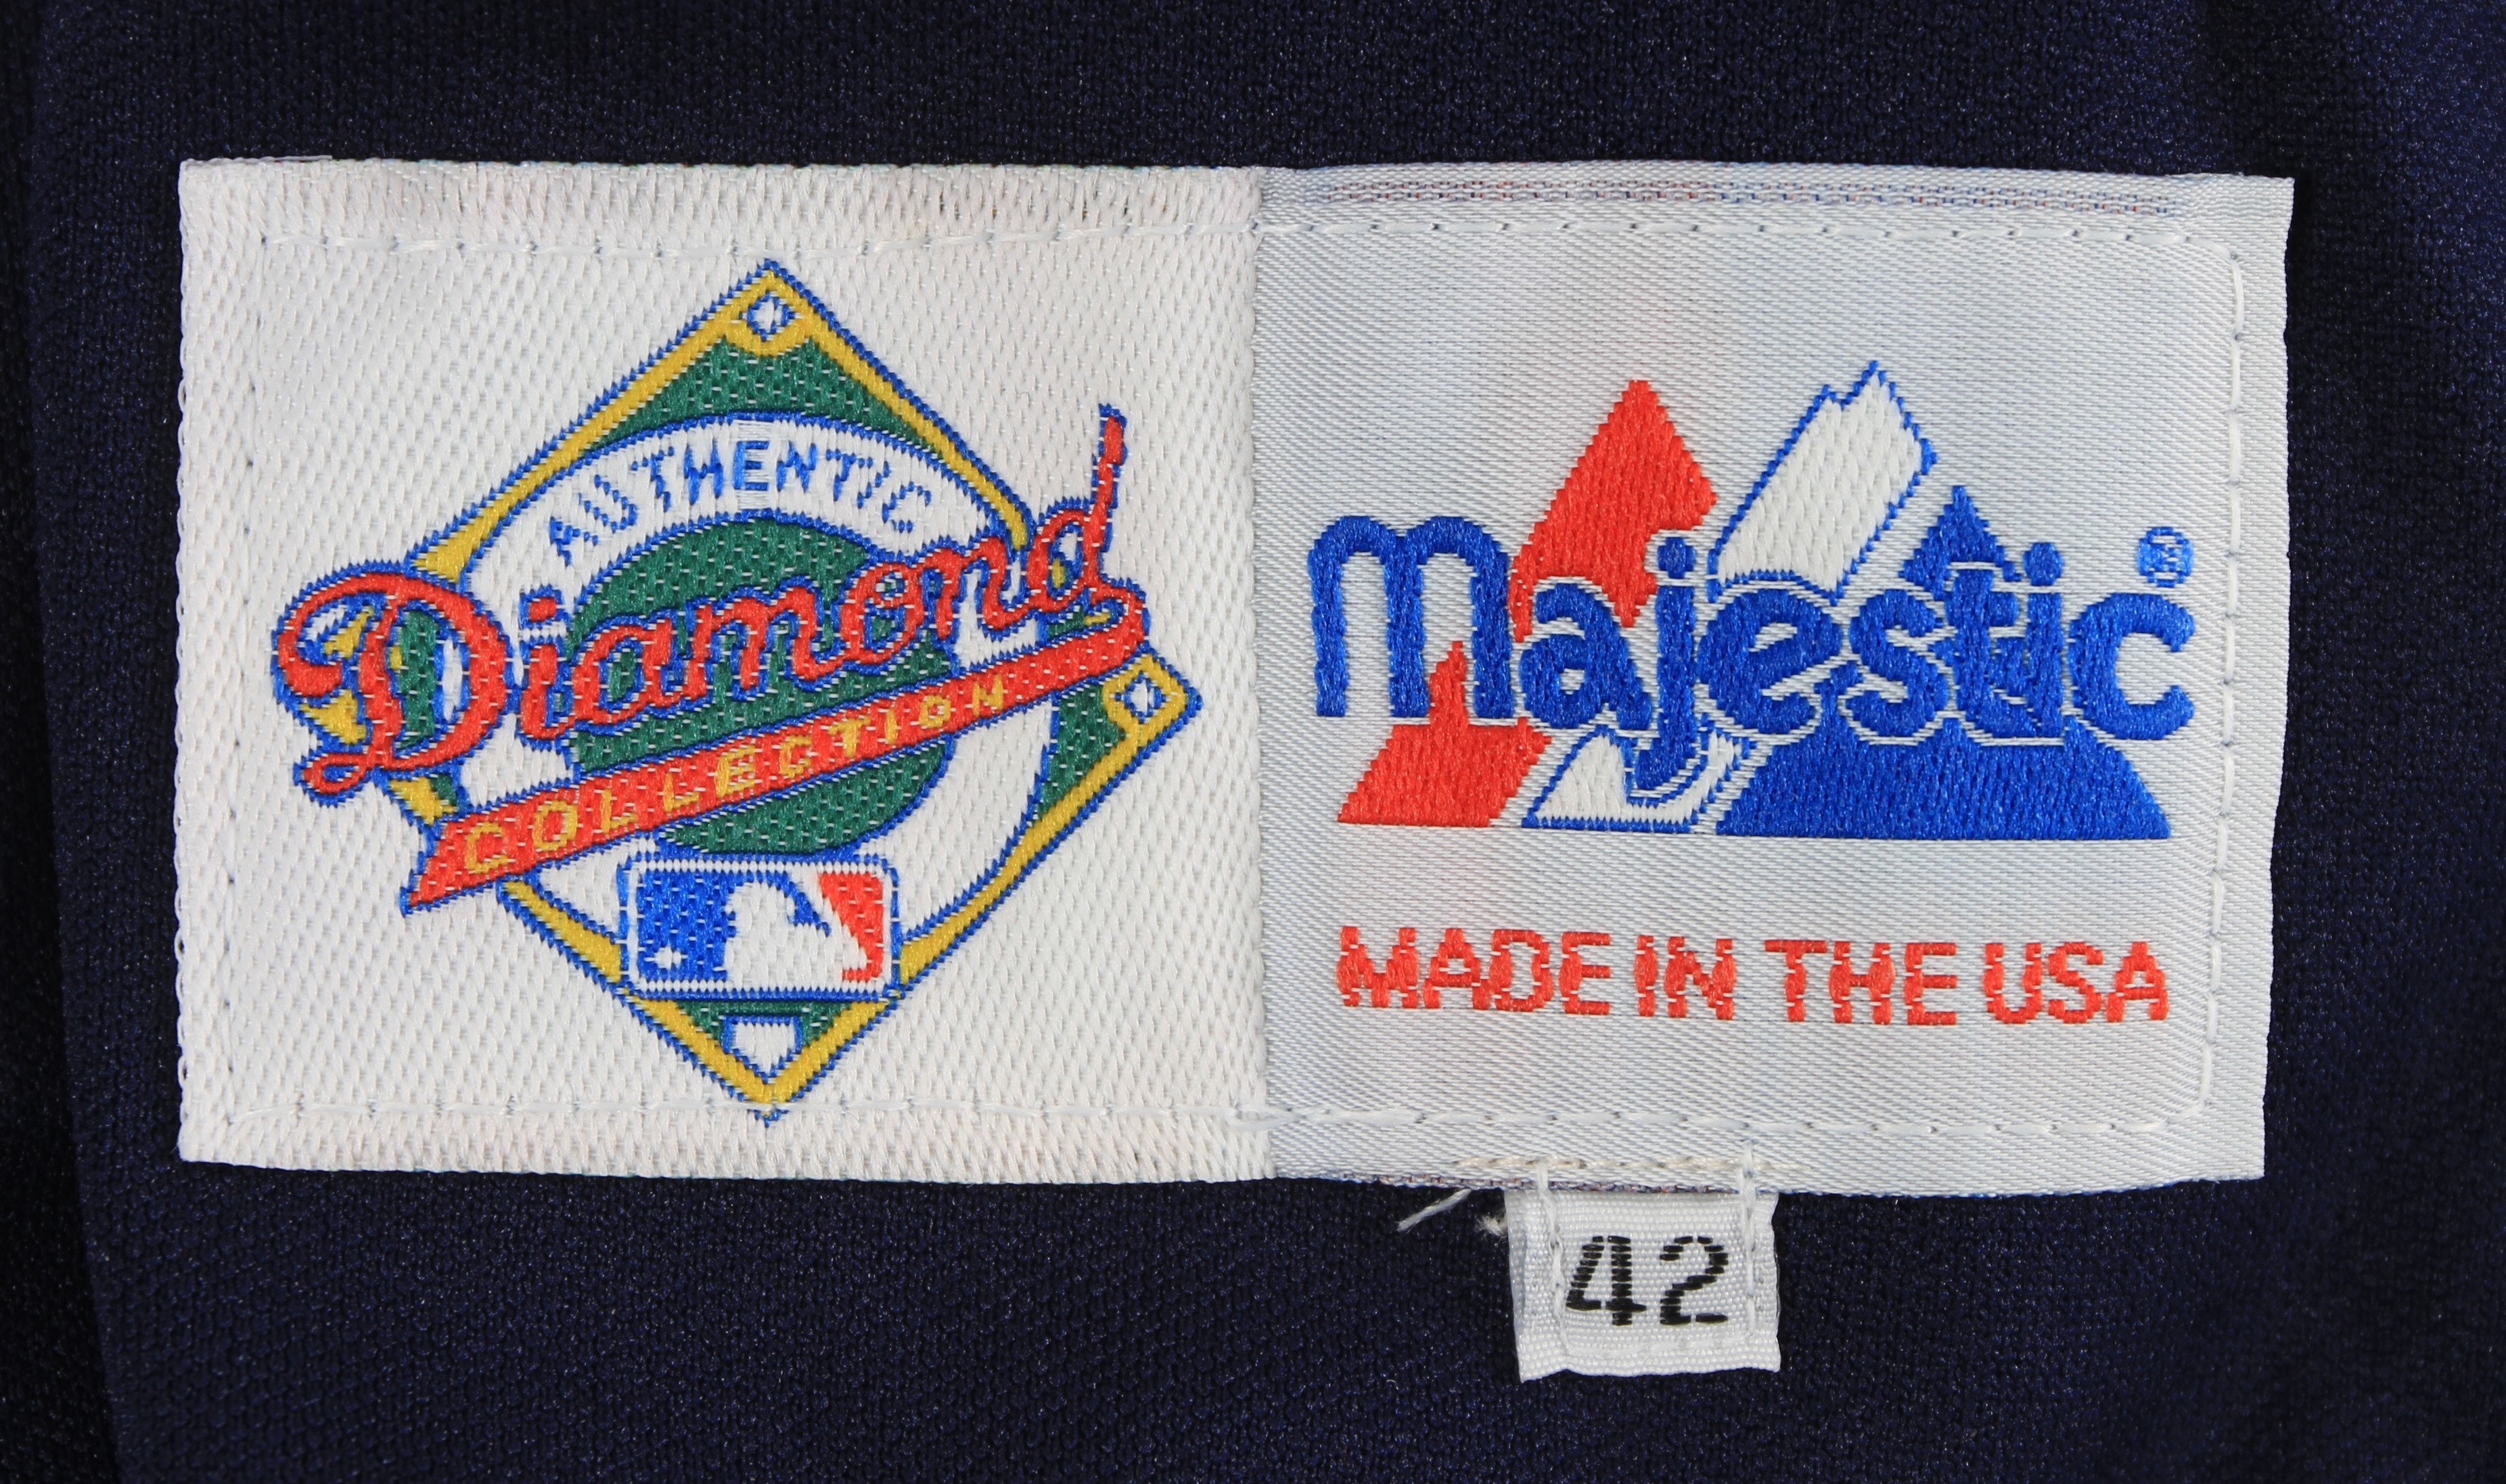 AUTHENTIC
Diamond
COLLECTION
majestic®
MADE IN THE USA
42